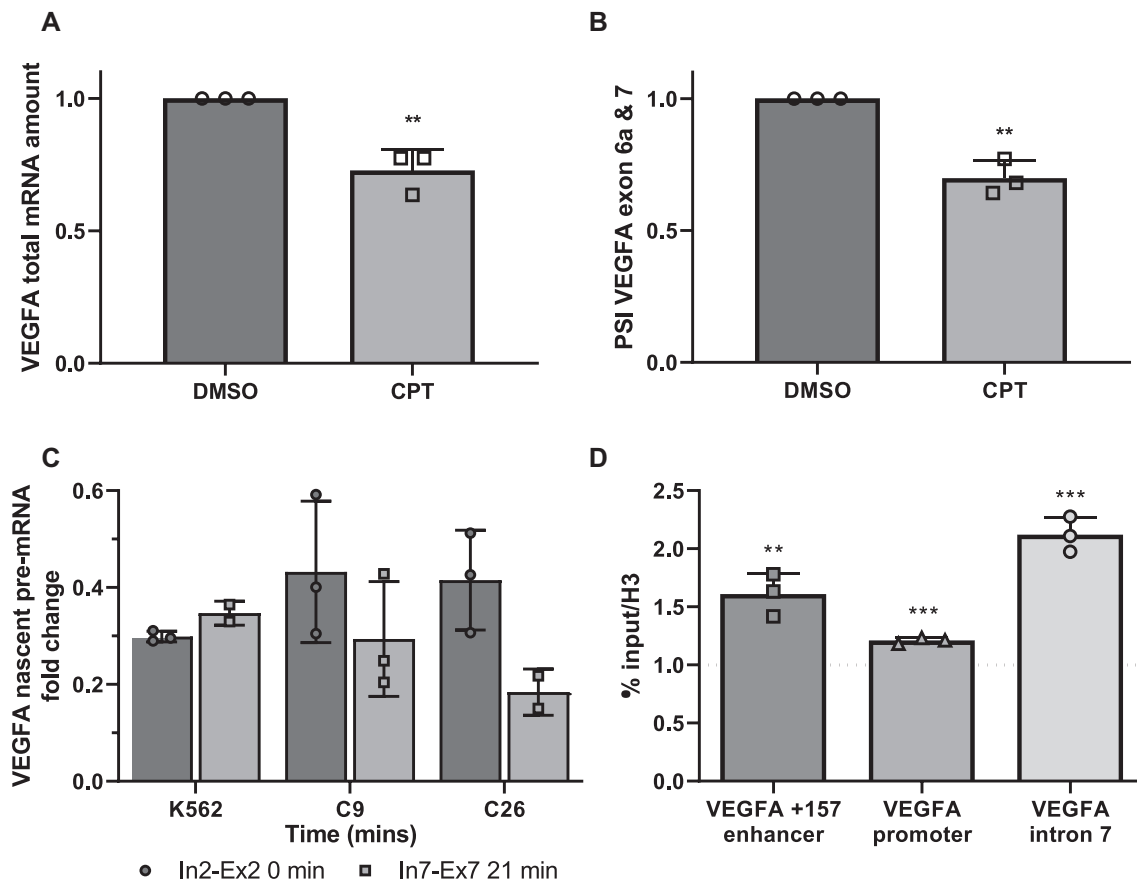 A
VEGFA total mRNA amount
1.0
0.5
0.0
**
DMSO
CPT
B
PSI VEGFA exon 6a & 7
1.0
0.5
0.0
**
DMSO
CPT
C
VEGFA nascent pre-mRNA
fold change
0.6
0.4
0.2
0.0
K562
C9
C26
Time (mins)
In2-Ex2 0 min
In7-Ex7 21 min
D
% input/H3
2.5
2.0
1.5
1.0
0.5
0.0
**
***
***
VEGFA +157
enhancer
VEGFA
promoter
VEGFA
intron 7